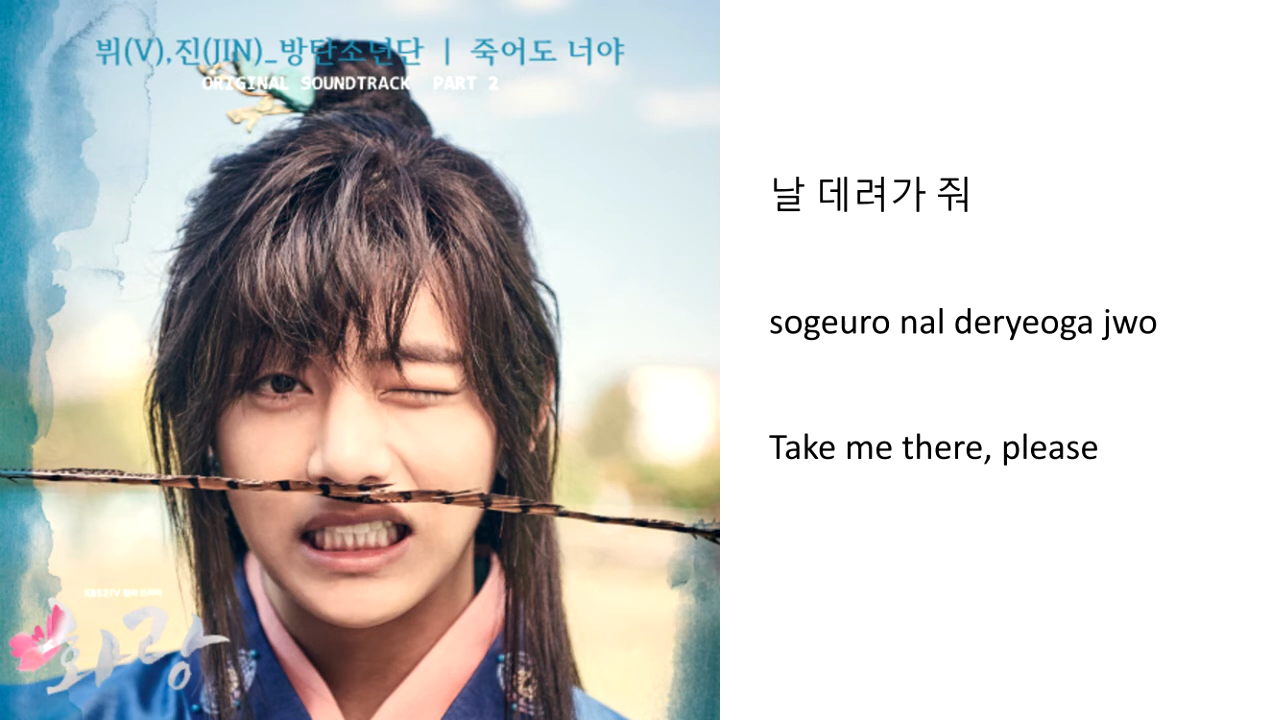 뷔(V),진(JIN)_방탄소년단 | 죽어도 너야
ORIGINAL SOUNDTRACK PART 2
날 데려가 줘
sogeuro nal deryeoga jwo
Take me there, please
화랑